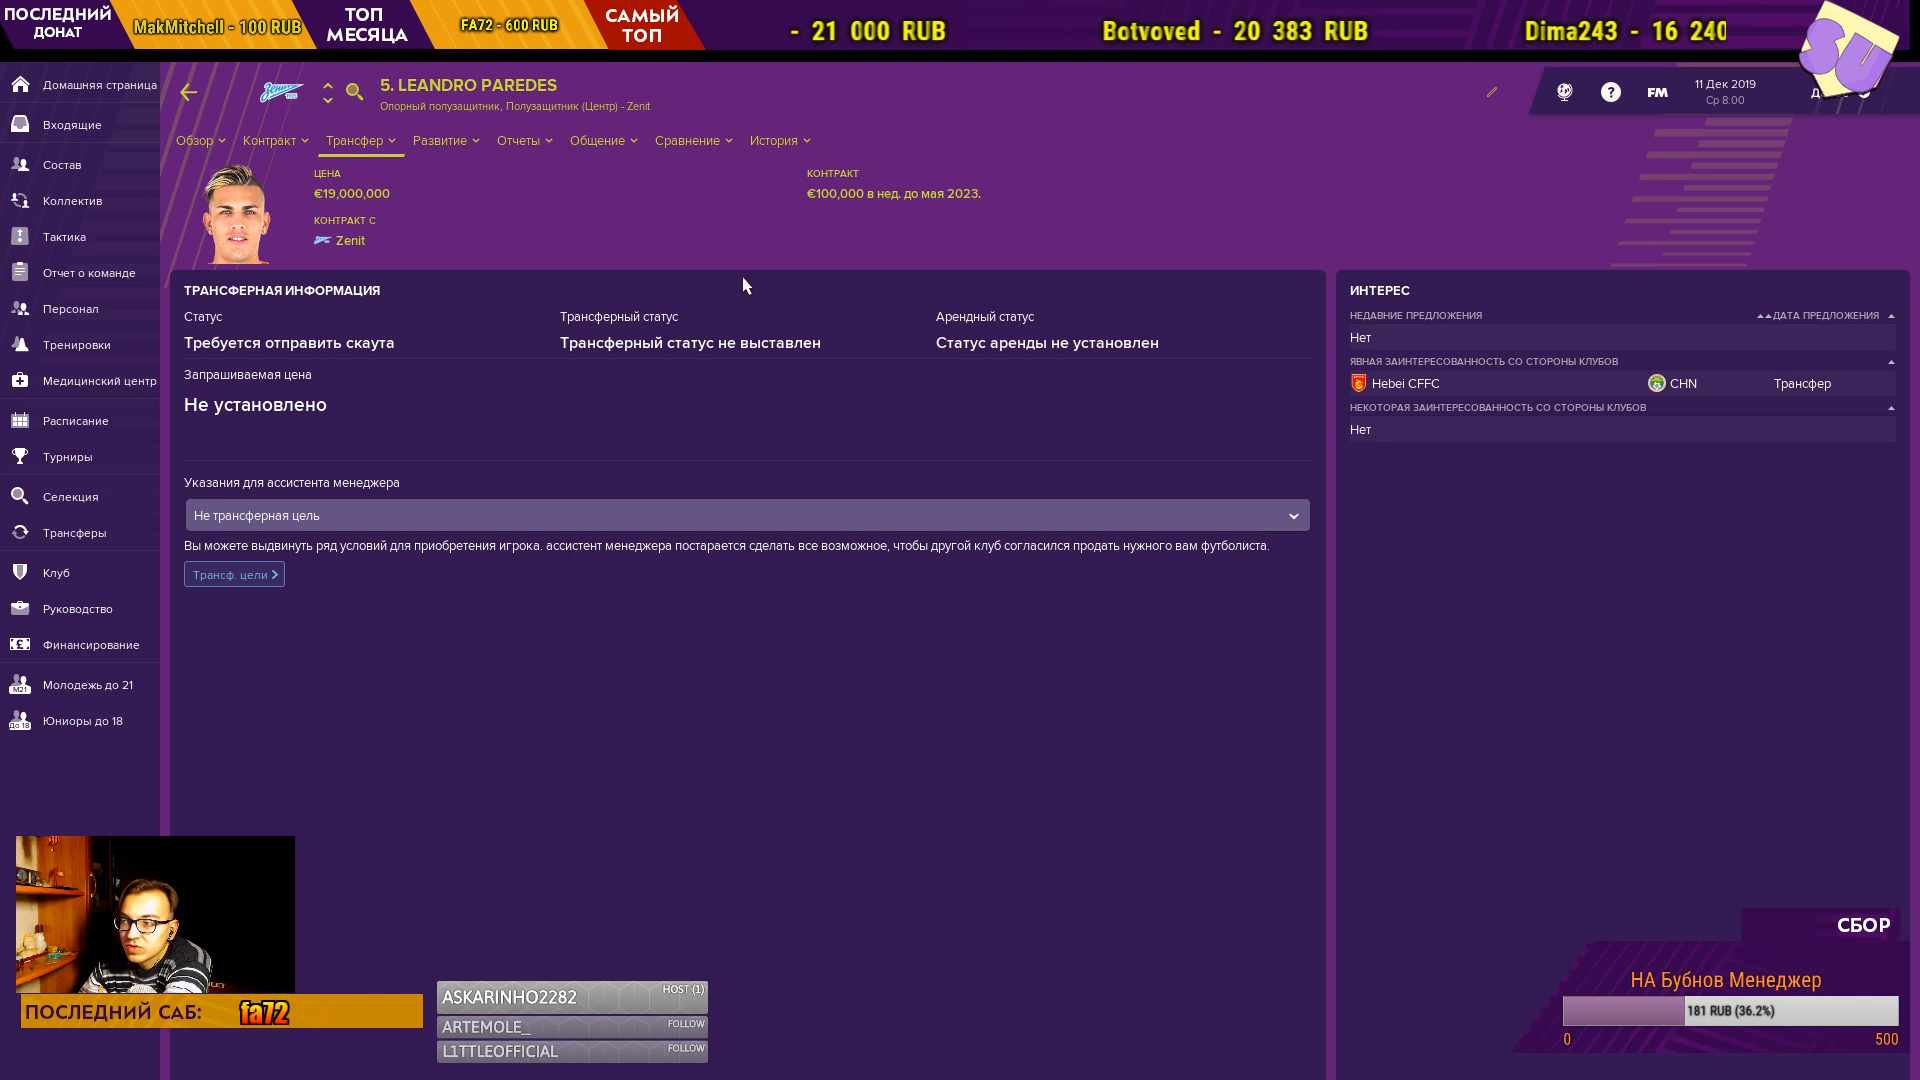 ПОСЛЕДНИЙ
ДОНАТ
MakMitchell - 100 RUB
ТОП
МЕСЯЦА
FA72 - 600 RUB
САМЫЙ
ТОП
- 21 000 RUB
Botvoved - 20 383 RUB
Dima243 - 16 240
SU
Домашняя страница
Входящие
Состав
Коллектив
Тактика
Отчет о команде
Персонал
Тренировки
Медицинский центр
Расписание
Турниры
Селекция
Трансферы
Клуб
Руководство
Финансирование
M21
Молодежь до 21
До 18
Юниоры до 18
5. LEANDRO PAREDES
Опорный полузащитник, Полузащитник (Центр) - Zenit
?
FM
11 Дек 2019
Ср 8:00
Обзор
Контракт
Трансфер
Развитие
Отчеты
Общение
Сравнение
История
ЦЕНА
€19,000,000
КОНТРАКТ С
Zenit
КОНТРАКТ
€100,000 в нед. до мая 2023.
ТРАНСФЕРНАЯ ИНФОРМАЦИЯ
Статус
Трансферный статус
Арендный статус
Требуется отправить скаута
Трансферный статус не выставлен
Статус аренды не установлен
Запрашиваемая цена
Не установлено
Указания для ассистента менеджера
Не трансферная цель
Вы можете выдвинуть ряд условий для приобретения игрока. ассистент менеджера постарается сделать все возможное, чтобы другой клуб согласился продать нужного вам футболиста.
Трансф. цели
ИНТЕРЕС
НЕДАВНИЕ ПРЕДЛОЖЕНИЯ
ДАТА ПРЕДЛОЖЕНИЯ
Нет
ЯВНАЯ ЗАИНТЕРЕСОВАННОСТЬ СО СТОРОНЫ КЛУБОВ
Hebei CFFC
CHN
Трансфер
НЕКОТОРАЯ ЗАИНТЕРЕСОВАННОСТЬ СО СТОРОНЫ КЛУБОВ
Нет
ПОСЛЕДНИЙ САБ:
fa72
ASKARINHO2282
HOST (1)
ARTEMOLE_
FOLLOW
L1TTLEOFFICIAL
FOLLOW
СБОР
НА Бубнов Менеджер
181 RUB (36.2%)
0
500